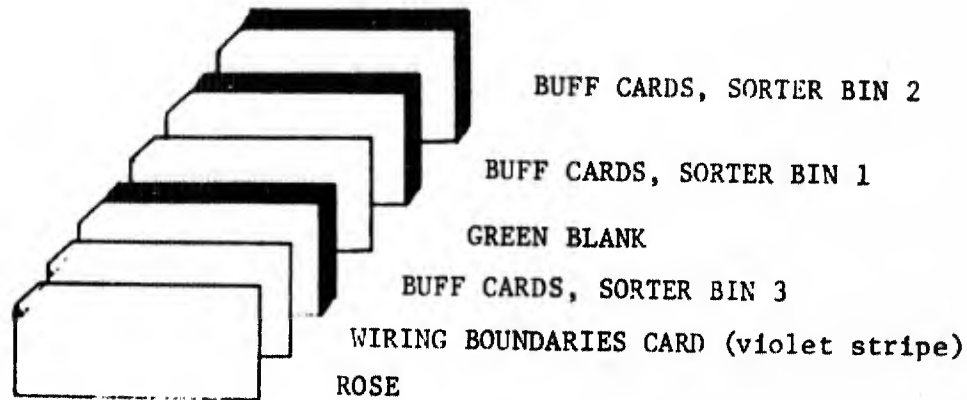 BUFF CARDS, SORTER BIN 2
BUFF CARDS, SORTER BIN 1
GREEN BLANK
BUFF CARDS, SORTER BIN 3
WIRING BOUNDARIES CARD (violet stripe)
ROSE